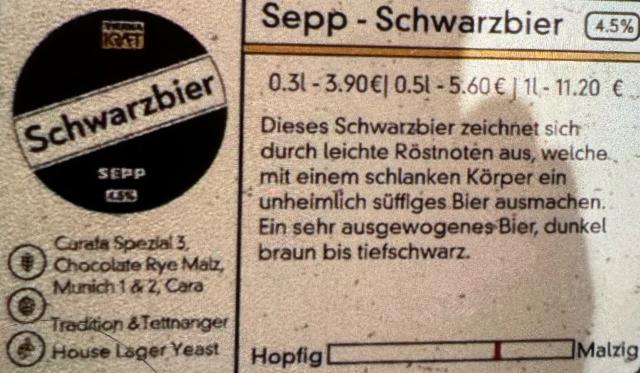 THERMA
KRAFT
Schwarzbier
SEPP
4.5%
Carafa Spezial 3,
Chocolate Rye Malz,
Munich 1 & 2, Cara
Tradition & Tettnanger
House Lager Yeast
Sepp - Schwarzbier 4.5%
0.3l - 3.90€| 0.5l - 5.60 € | 1l - 11.20 €
Dieses Schwarzbier zeichnet sich
durch leichte Röstnoten aus, welche
mit einem schlanken Körper ein
unheimlich süffiges Bier ausmachen.
Ein sehr ausgewogenes Bier, dunkel
braun bis tiefschwarz.
Hopfig Malzig